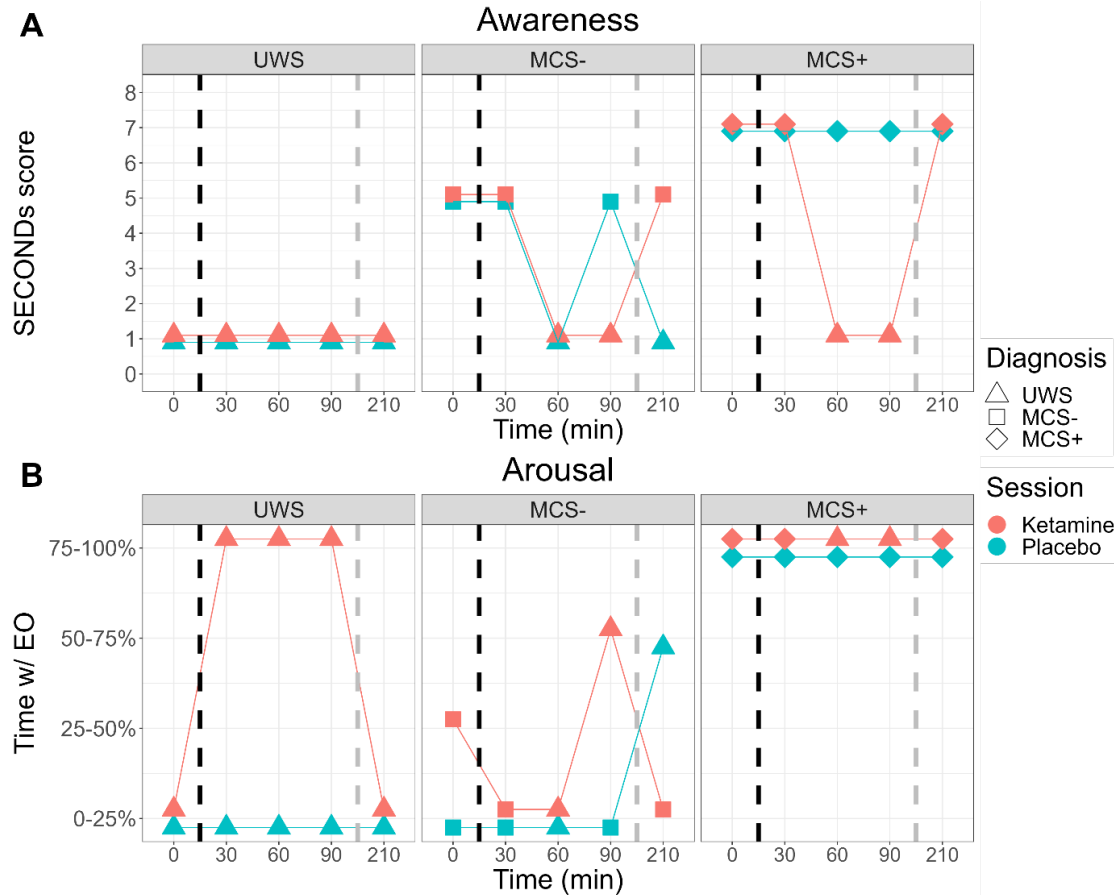 A
Awareness
UWS
MCS-
MCS+
SECONDs score
8
7
6
5
4
3
2
1
0
0 30 60 90 210
0 30 60 90 210
0 30 60 90 210
Time (min)
Diagnosis
UWS
MCS-
MCS+
B
Arousal
UWS
MCS-
MCS+
Session
Ketamine
Placebo
Time w/ EO
75-100%
50-75%
25-50%
0-25%
0 30 60 90 210
0 30 60 90 210
0 30 60 90 210
Time (min)